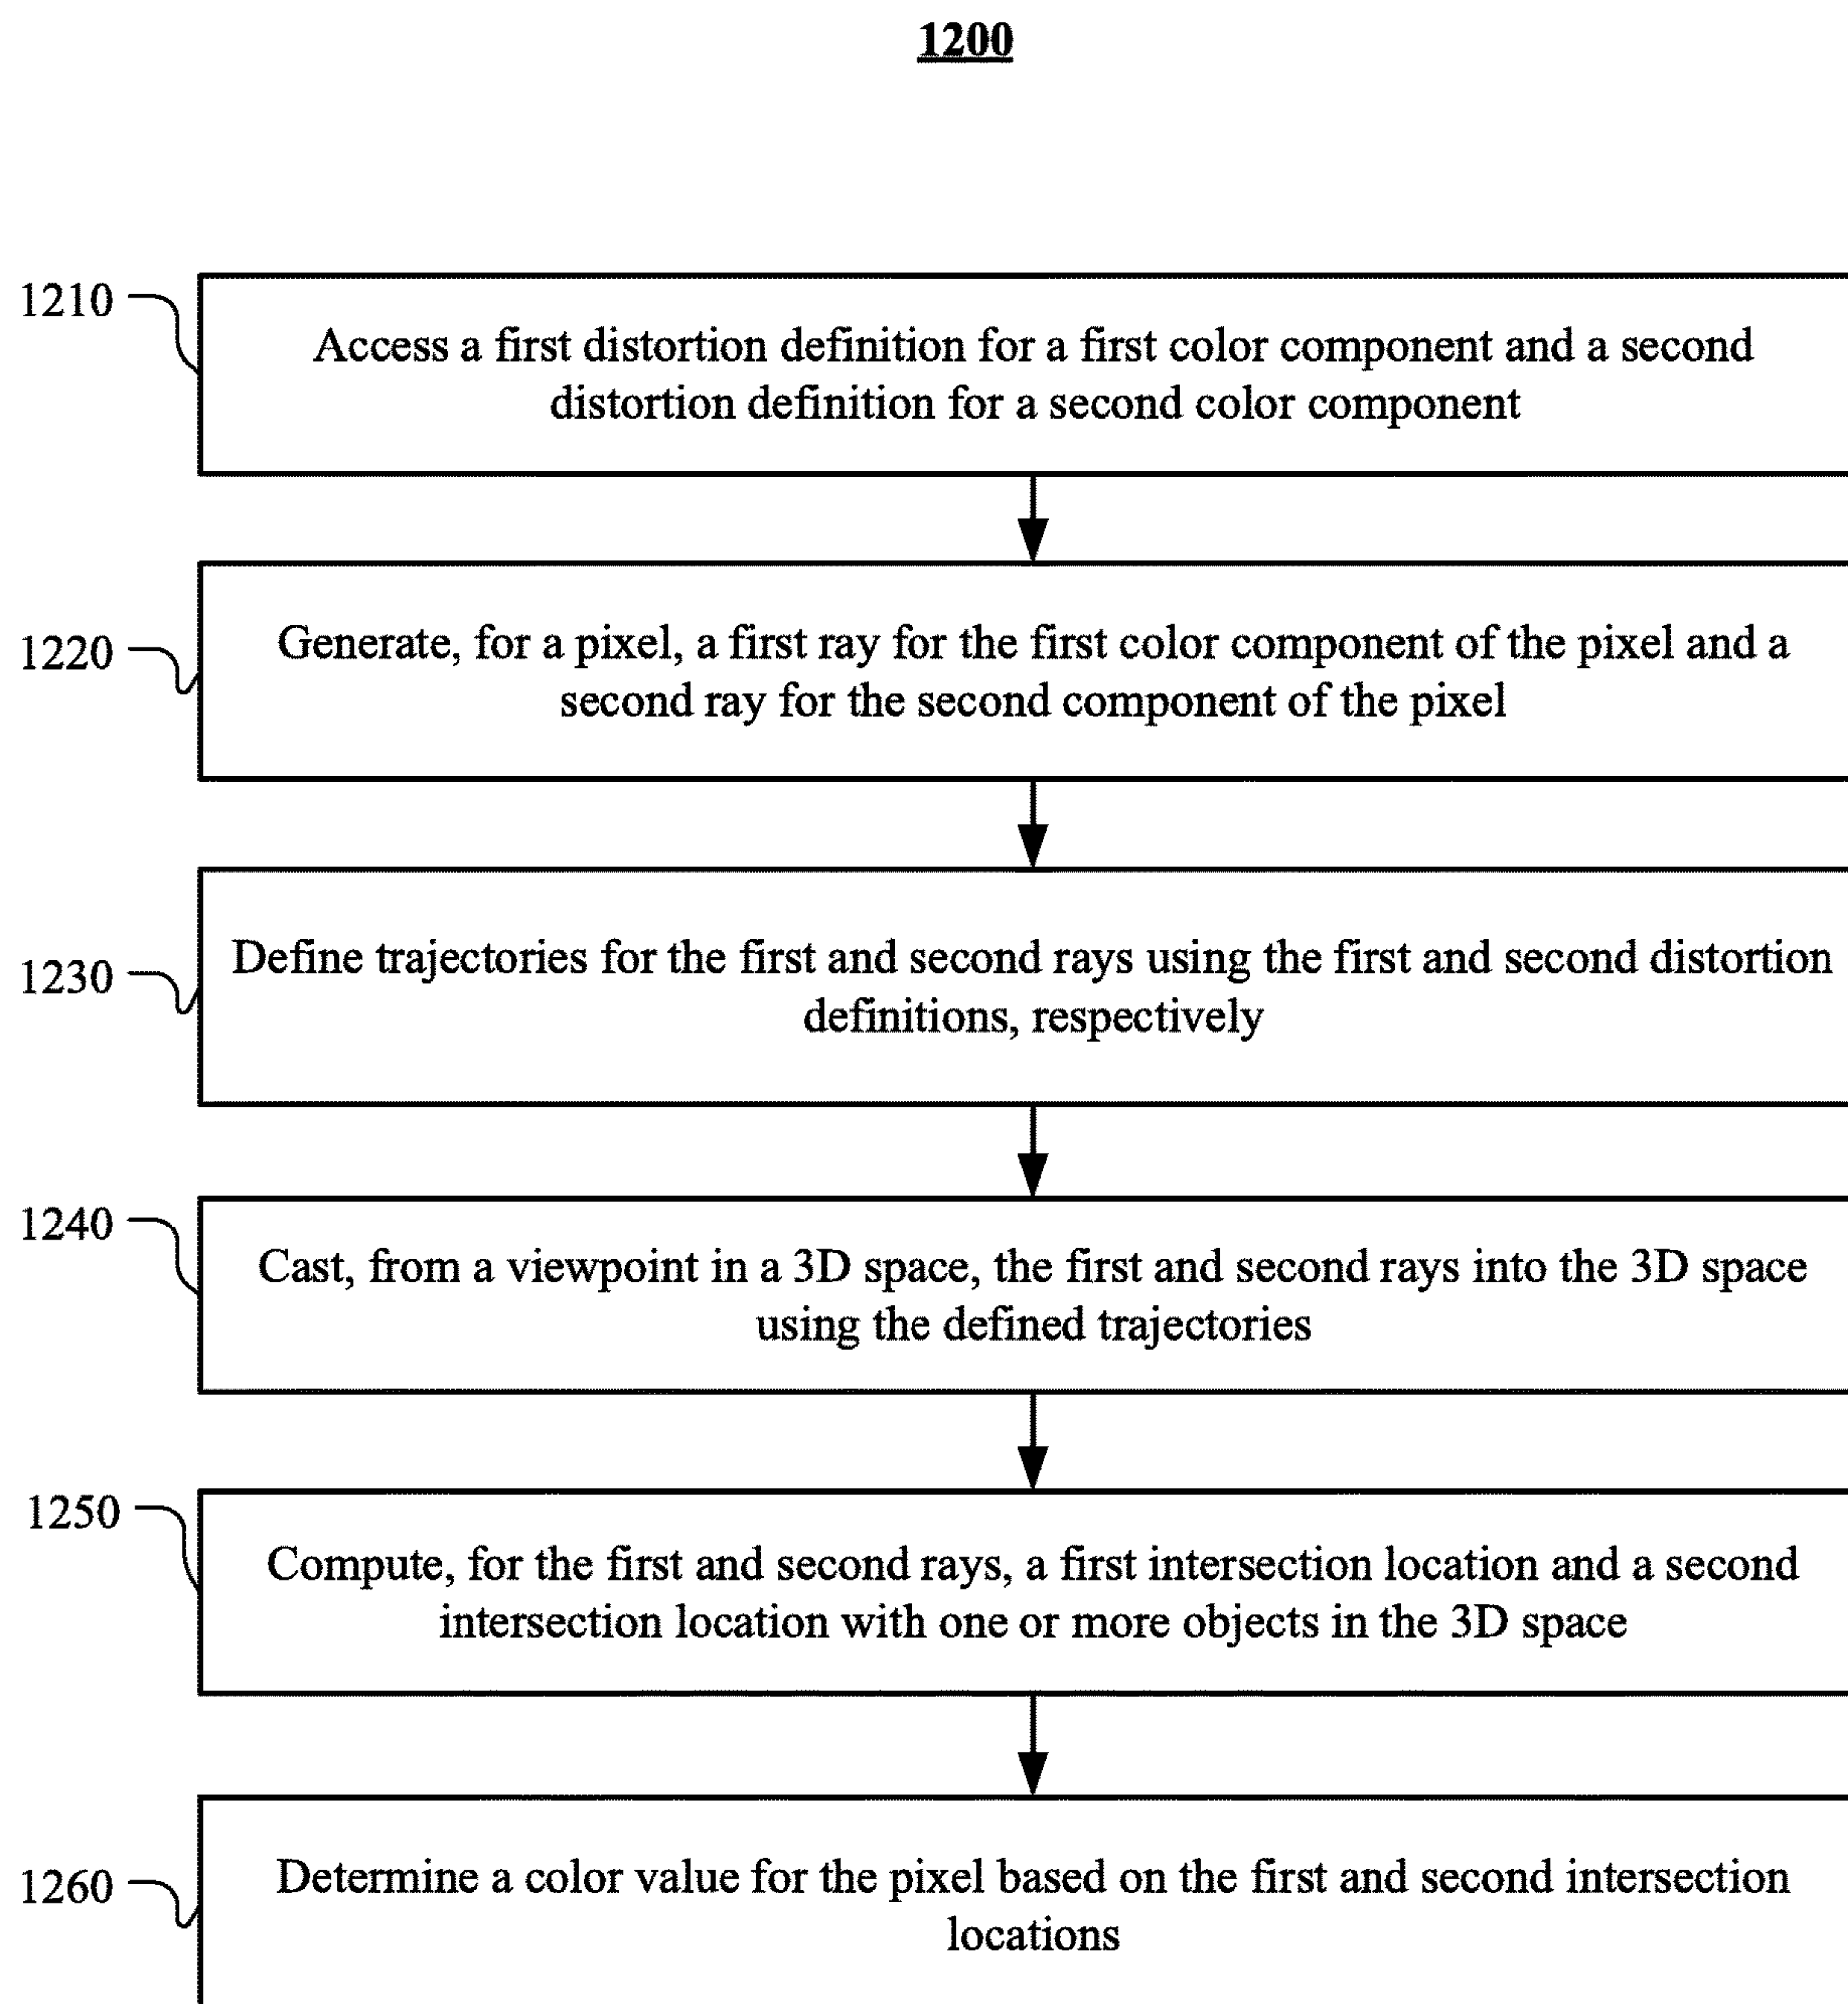 1200
1210
Access a first distortion definition for a first color component and a second
distortion definition for a second color component
1220
Generate, for a pixel, a first ray for the first color component of the pixel and a
second ray for the second component of the pixel
1230
Define trajectories for the first and second rays using the first and second distortion
definitions, respectively
1240
Cast, from a viewpoint in a 3D space, the first and second rays into the 3D space
using the defined trajectories
1250
Compute, for the first and second rays, a first intersection location and a second
intersection location with one or more objects in the 3D space
1260
Determine a color value for the pixel based on the first and second intersection
locations